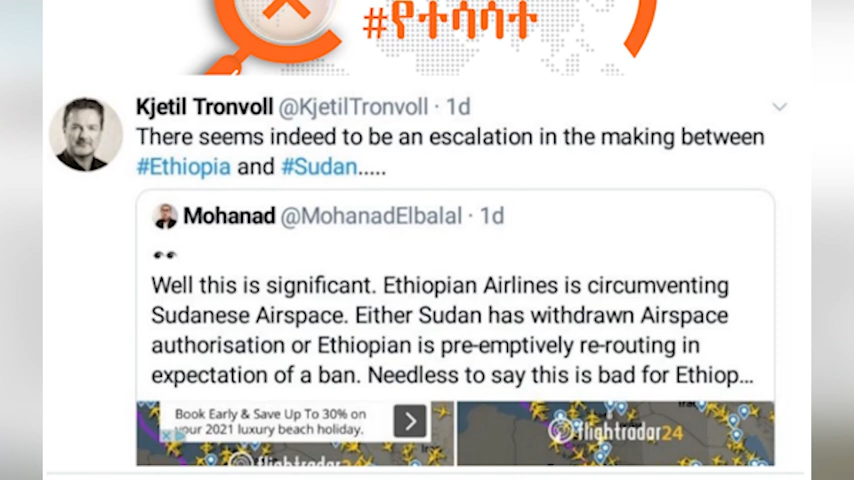 #የተሳሳተ
Kjetil Tronvoll @KjetilTronvoll · 1d
There seems indeed to be an escalation in the making between
#Ethiopia and #Sudan.....
Mohanad @MohanadElbalal · 1d
👀
Well this is significant. Ethiopian Airlines is circumventing
Sudanese Airspace. Either Sudan has withdrawn Airspace
authorisation or Ethiopian is pre-emptively re-routing in
expectation of a ban. Needless to say this is bad for Ethiop...
Book Early & Save Up To 30% on
your 2021 luxury beach holiday.
flightradar24
flightradar24